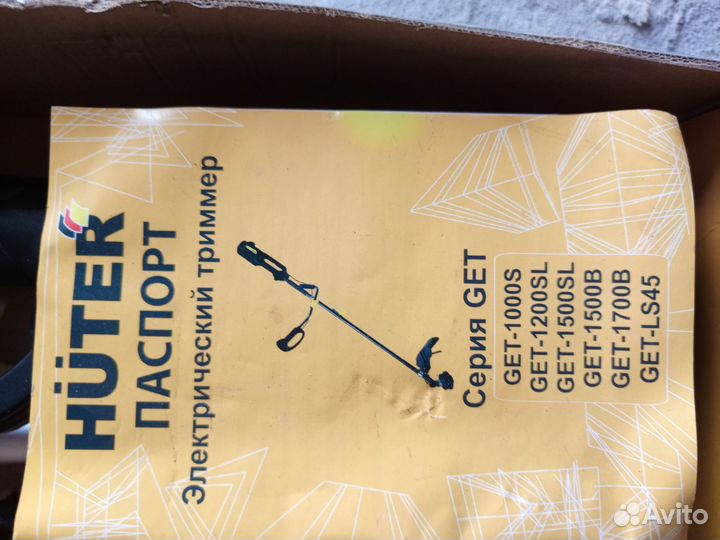 HÜTER
ПАСПОРТ
Электрический триммер
Серия GET
GET-1000S
GET-1200SL
GET-1500SL
GET-1500B
GET-1700B
GET-LS45
Avito